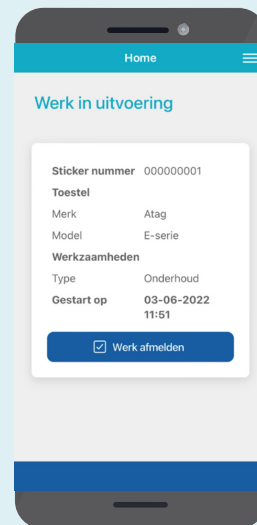 Home
Werk in uitvoering
Sticker nummer 000000001
Toestel
Merk Atag
Model E-serie
Werkzaamheden
Type Onderhoud
Gestart op 03-06-2022
11:51
Werk afmelden